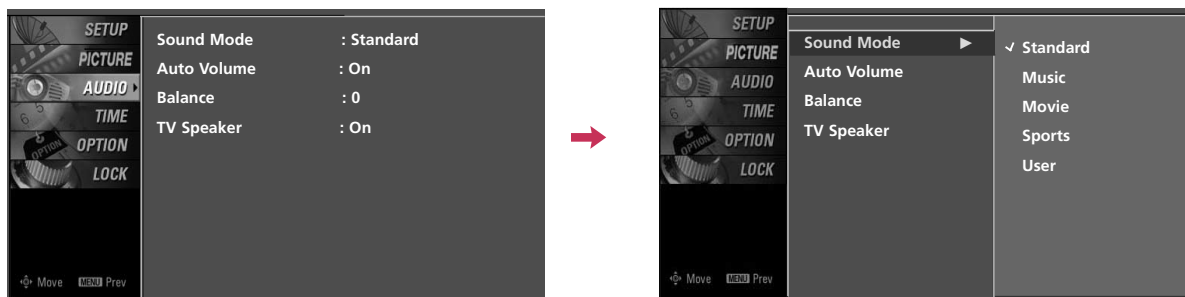 SETUP
PICTURE
AUDIO
TIME
OPTION
LOCK
Move MENU Prev
Sound Mode : Standard
Auto Volume : On
Balance : 0
TV Speaker : On
SETUP
PICTURE
AUDIO
TIME
OPTION
LOCK
Move MENU Prev
Sound Mode ▶
Auto Volume
Balance
TV Speaker
✓ Standard
Music
Movie
Sports
User